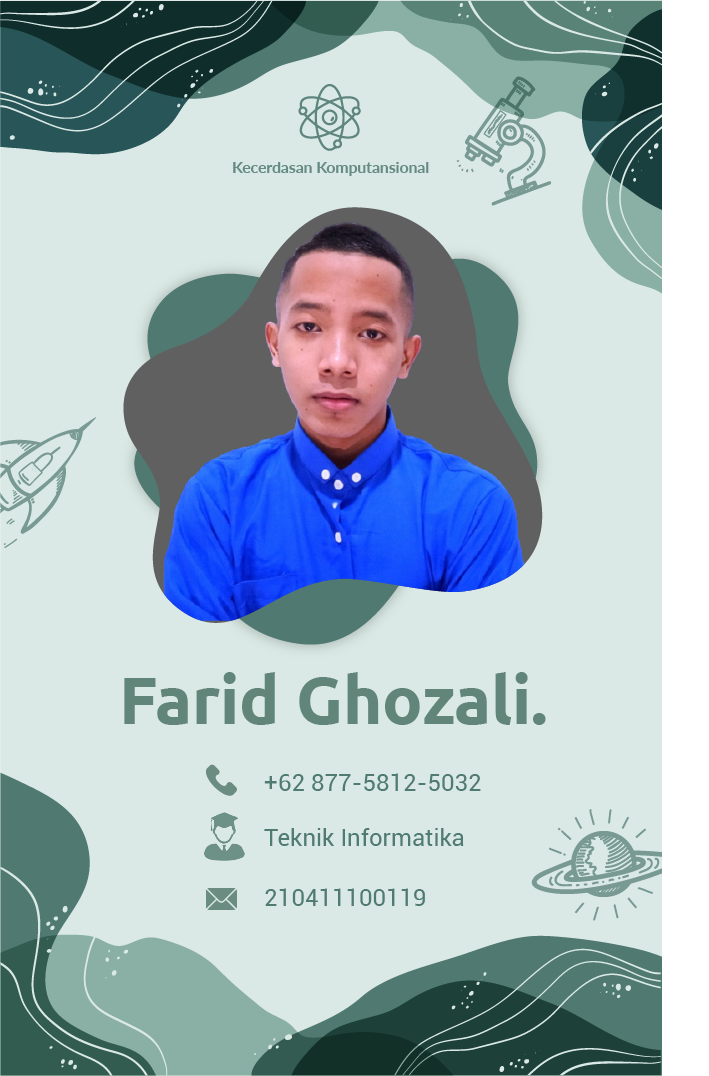 Kecerdasan Komputansional
Farid Ghozali.
+62 877-5812-5032
Teknik Informatika
210411100119